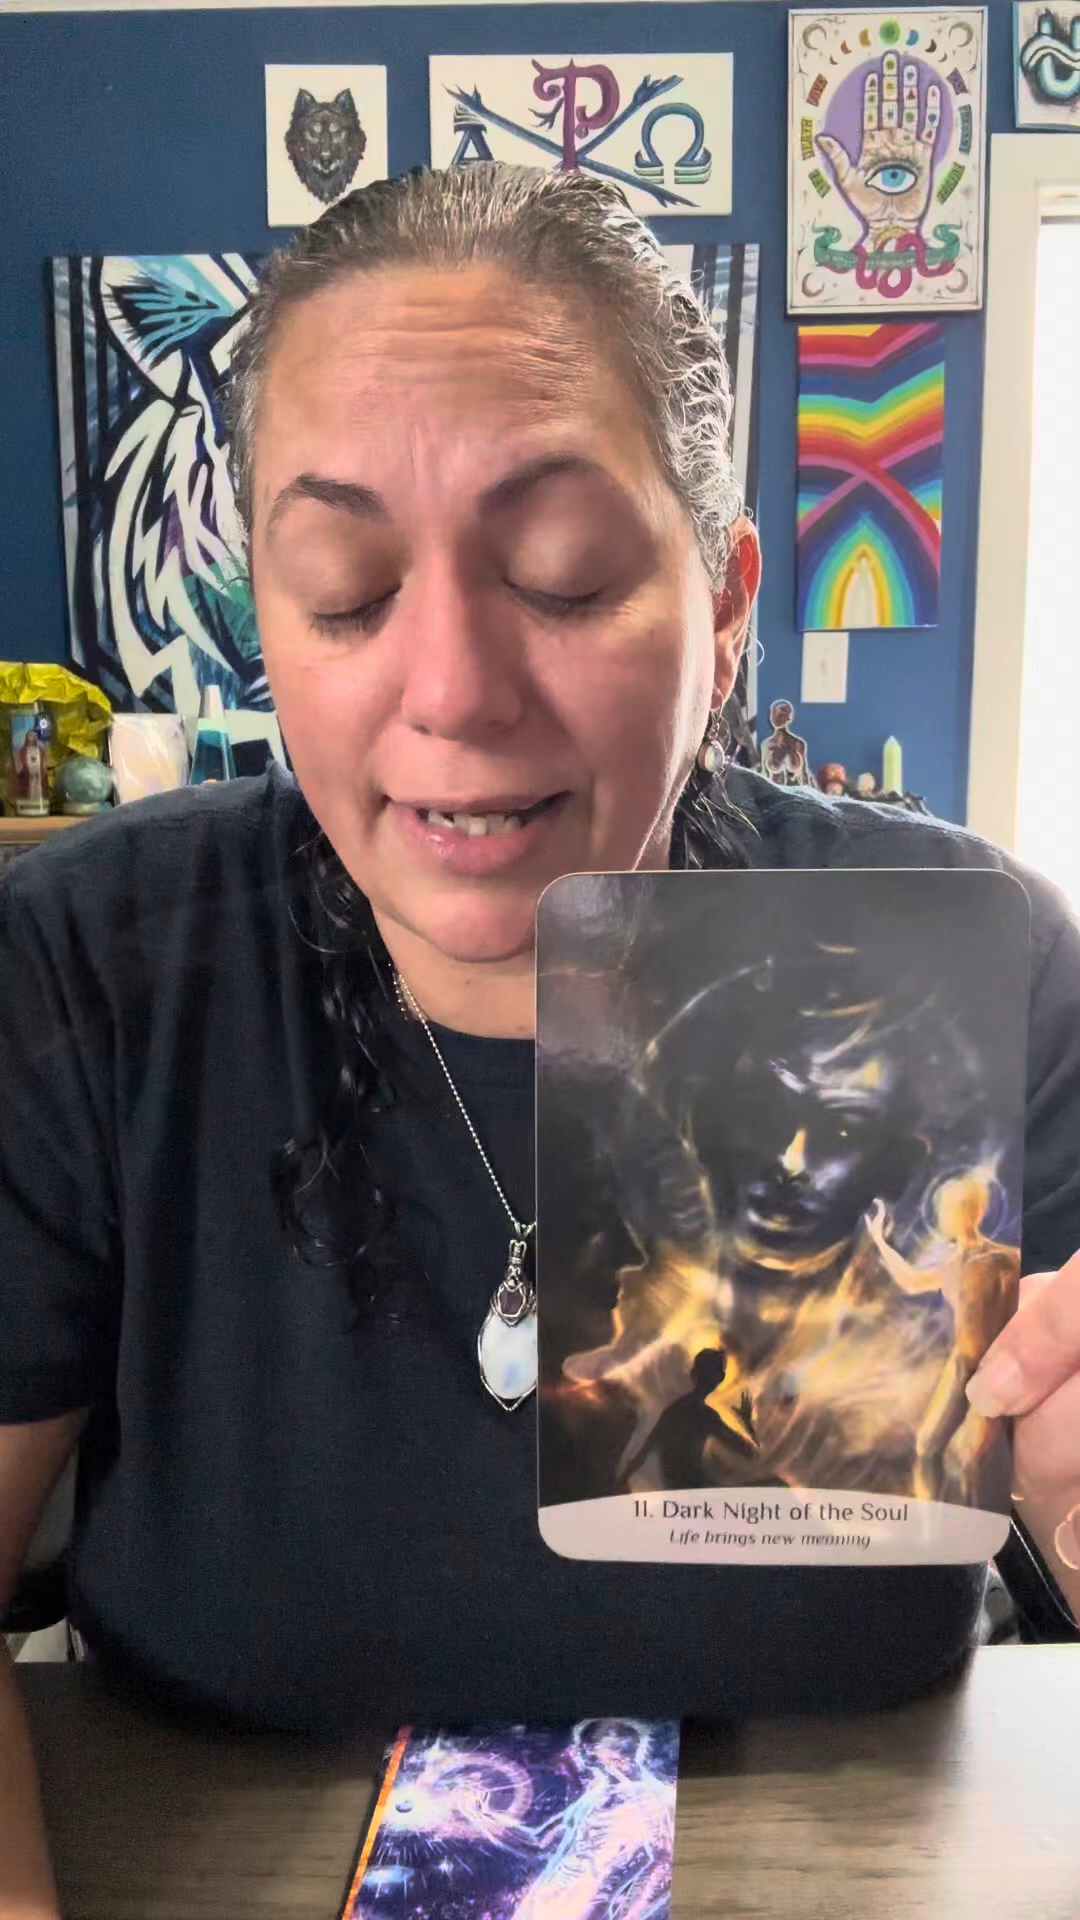 Α Ρ Ω
11. Dark Night of the Soul
Life brings new meaning